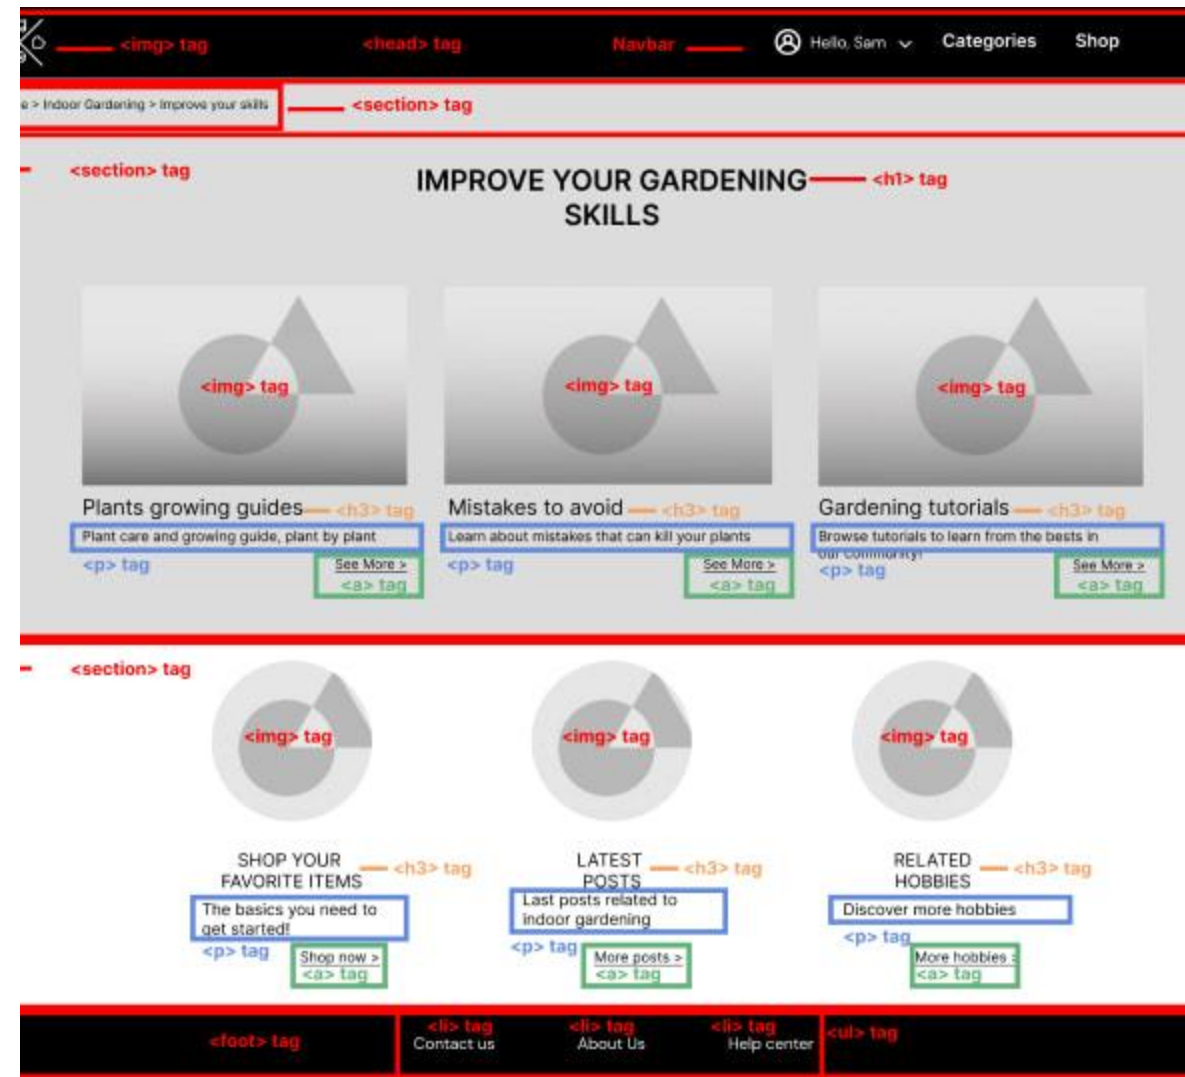 <img> tag
<head> tag
Navbar
Hello, Sam
Categories
Shop
e > Indoor Gardening > Improve your skills
<section> tag
<section> tag
IMPROVE YOUR GARDENING
SKILLS
<h1> tag
<img> tag
<img> tag
<img> tag
Plants growing guides
<h3> tag
Mistakes to avoid
<h3> tag
Gardening tutorials
<h3> tag
Plant care and growing guide, plant by plant
Learn about mistakes that can kill your plants
Browse tutorials to learn from the bests in
our community!
<p> tag
See More >
<a> tag
<p> tag
See More >
<a> tag
<p> tag
See More >
<a> tag
<section> tag
<img> tag
<img> tag
<img> tag
SHOP YOUR
FAVORITE ITEMS
<h3> tag
The basics you need to
get started!
<p> tag
Shop now >
<a> tag
LATEST
POSTS
<h3> tag
Last posts related to
indoor gardening
<p> tag
More posts >
<a> tag
RELATED
HOBBIES
<h3> tag
Discover more hobbies
<p> tag
More hobbies >
<a> tag
<foot> tag
<li> tag
Contact us
<li> tag
About Us
<li> tag
Help center
<ul> tag